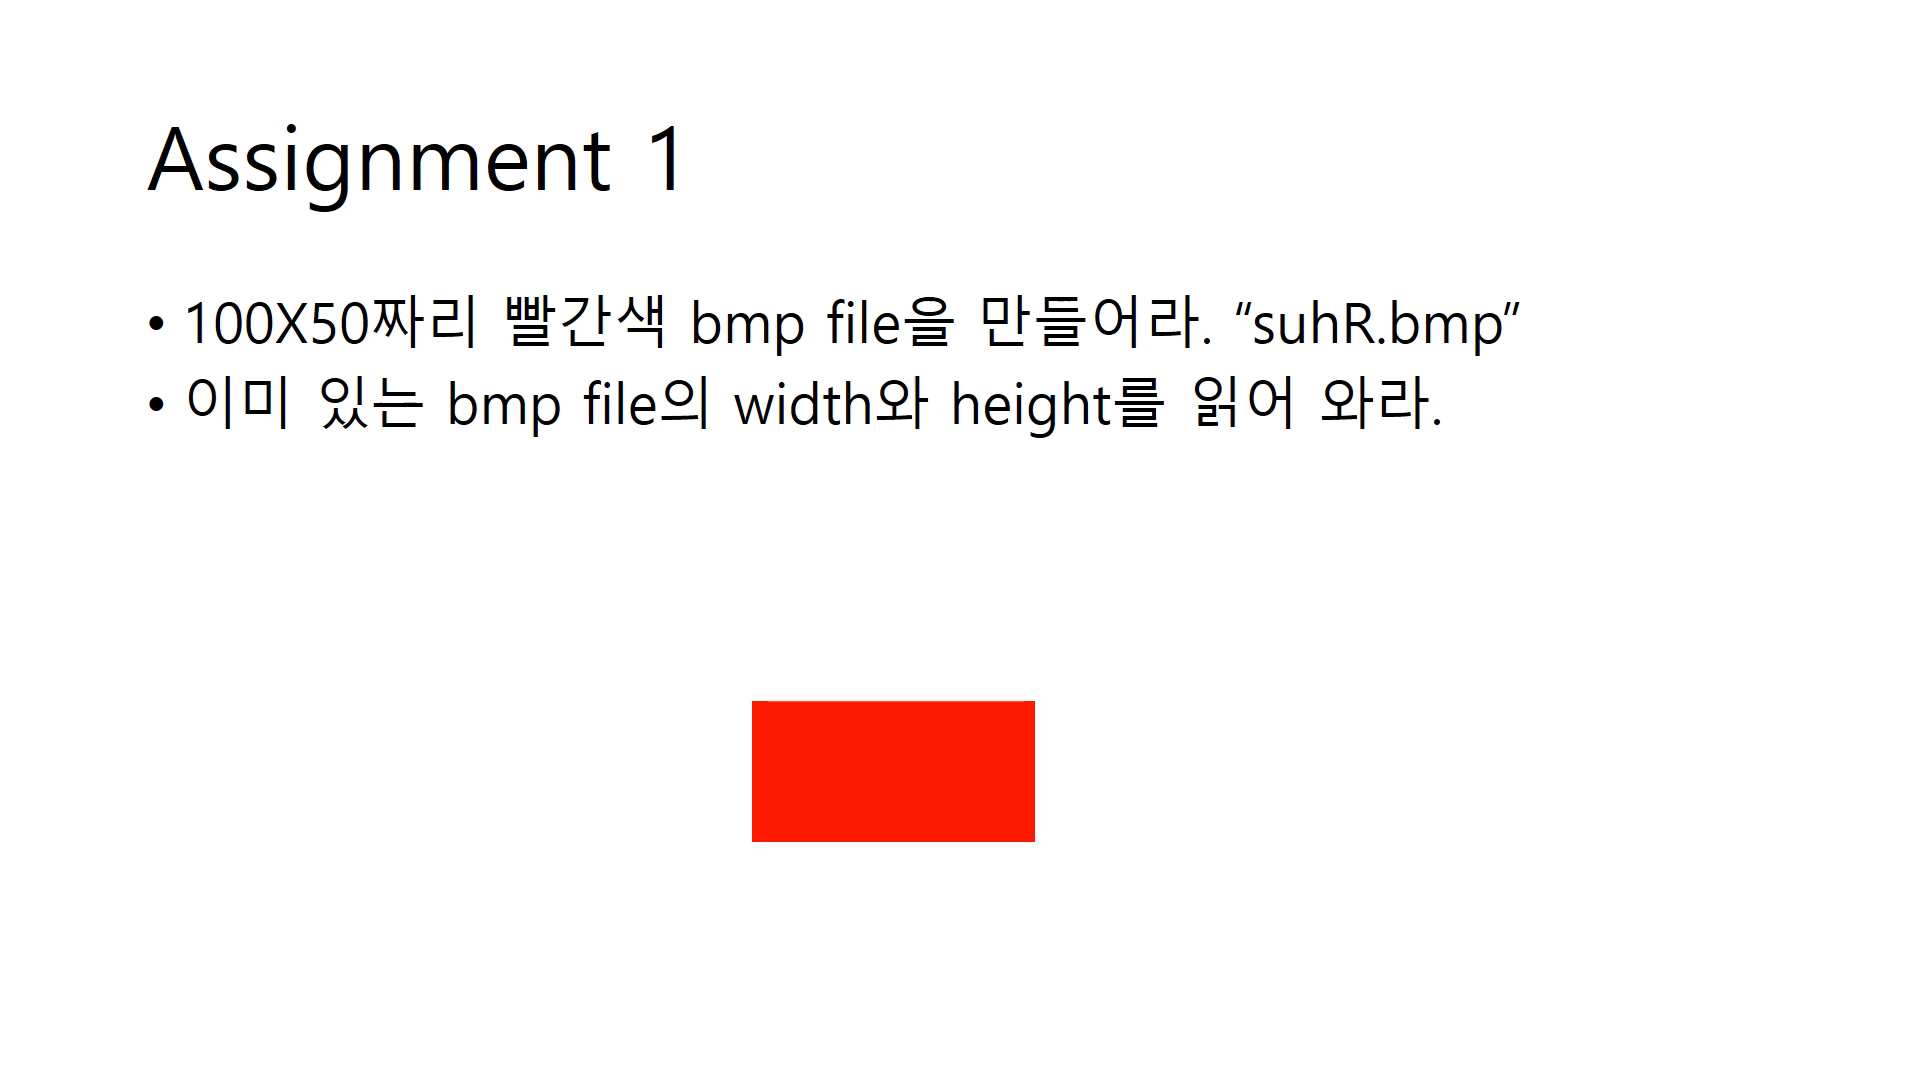 Assignment 1
• 100X50짜리 빨간색 bmp file을 만들어라. “suhR.bmp”
• 이미 있는 bmp file의 width와 height를 읽어 와라.